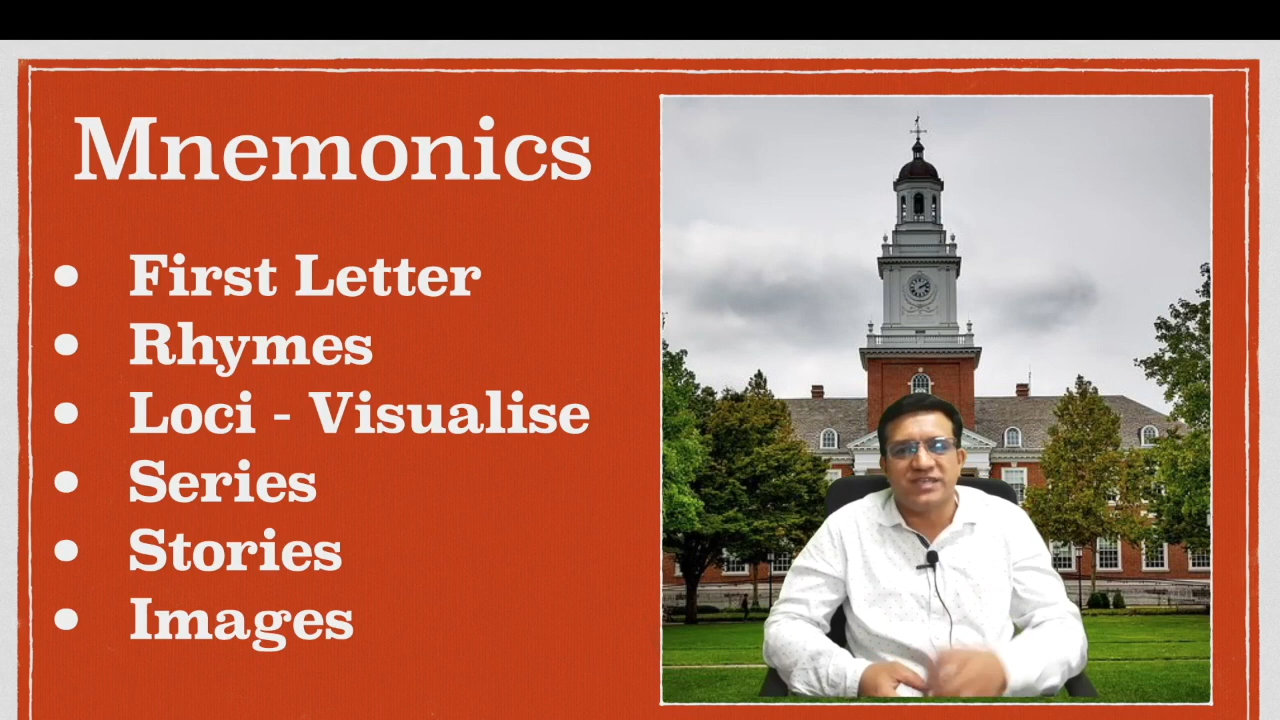 Mnemonics
• First Letter
• Rhymes
• Loci - Visualise
• Series
• Stories
• Images